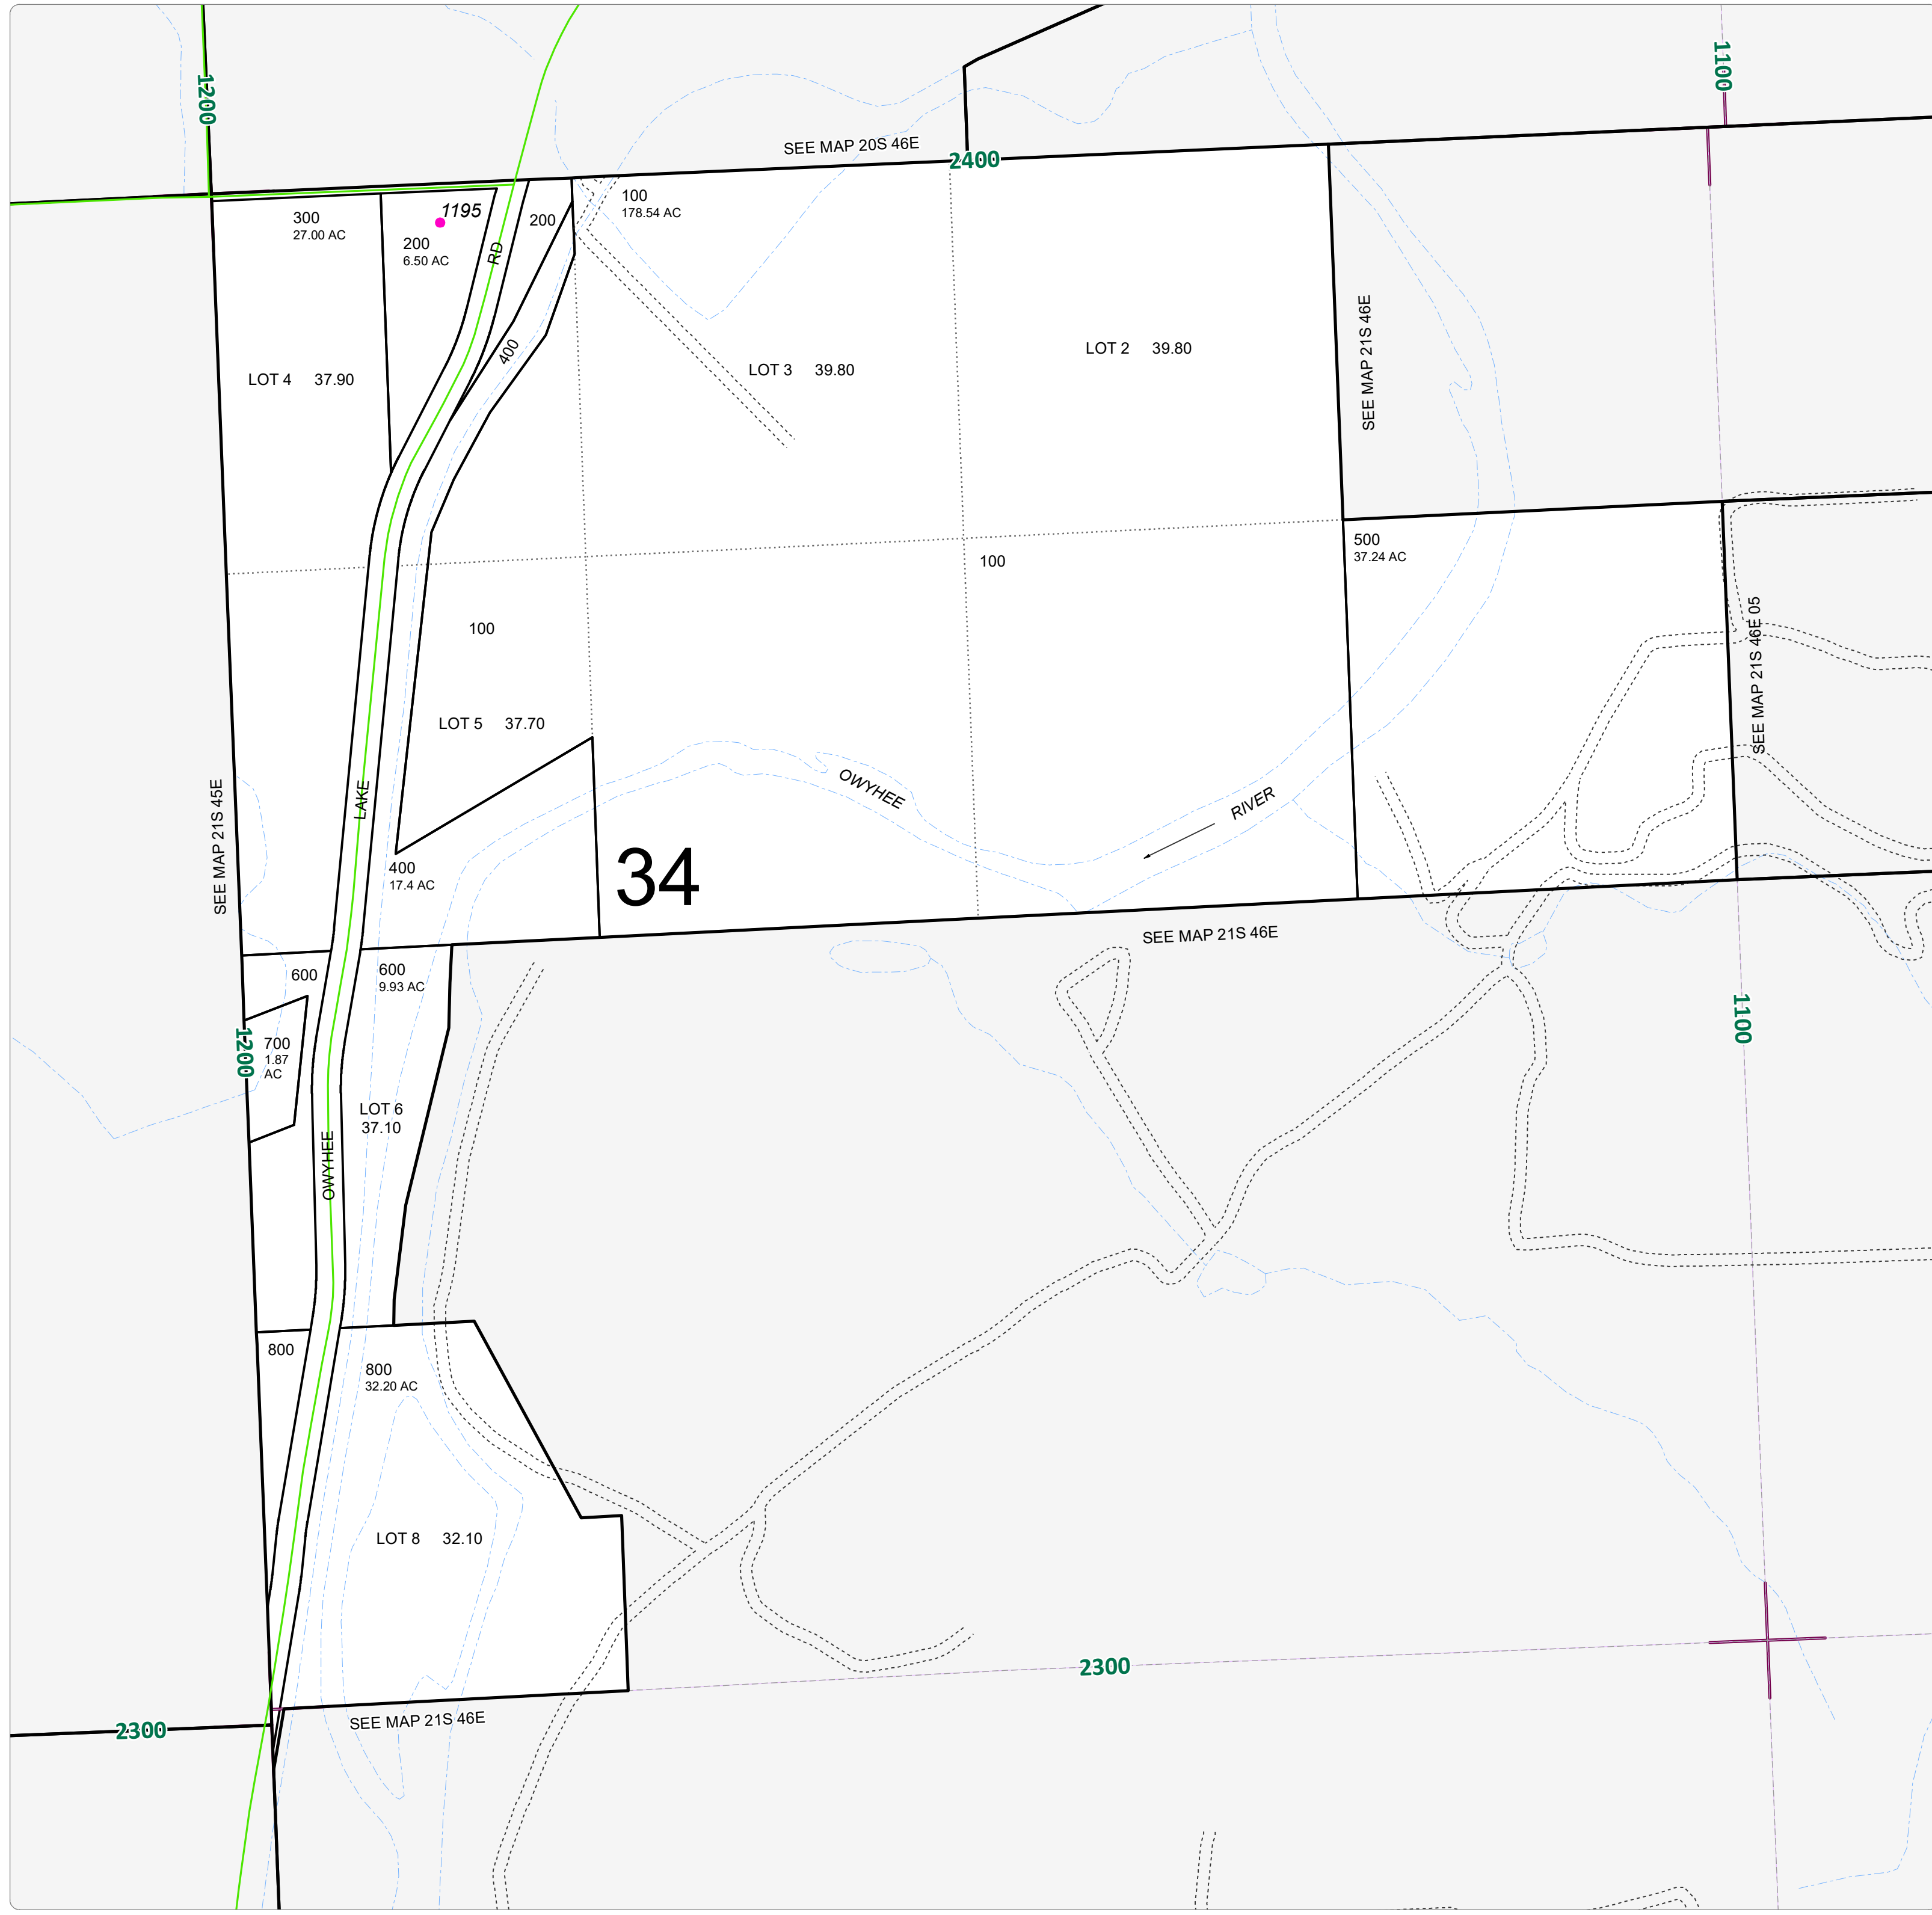 1200
1100
SEE MAP 20S 46E
2400
1195
300
27.00 AC
200
6.50 AC
RD
200
100
178.54 AC
400
LOT 4 37.90
LOT 3 39.80
LOT 2 39.80
SEE MAP 21S 46E
500
37.24 AC
100
100
SEE MAP 21S 46E 05
LOT 5 37.70
LAKE
OWYHEE
RIVER
SEE MAP 21S 45E
400
17.4 AC
34
SEE MAP 21S 46E
600
600
9.93 AC
1100
1200
700
1.87
AC
LOT 6
37.10
OWYHEE
800
800
32.20 AC
LOT 8 32.10
2300
SEE MAP 21S 46E
2300